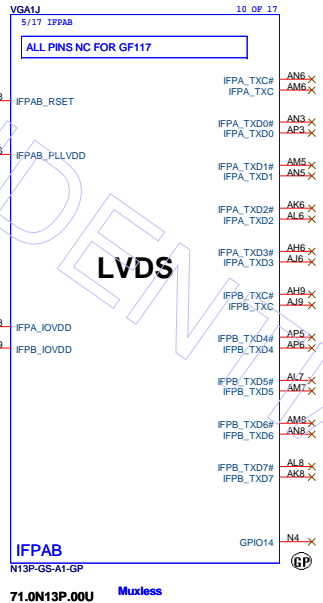 VGA1J 10 OF 17
5/17 IFPAB
ALL PINS NC FOR GF117
IFPA_TXC# AN6
IFPA_TXC AM6
IFPAB_RSET
IFPA_TXD0# AN3
IFPA_TXD0 AP3
IFPAB_PLLVDD
IFPA_TXD1# AM5
IFPA_TXD1 AN5
IFPA_TXD2# AK6
IFPA_TXD2 AL6
IFPA_TXD3# AH6
IFPA_TXD3 AJ6
LVDS
IFPB_TXC# AH9
IFPB_TXC AJ9
IFPA_IOVDD
IFPB_TXD4# AP5
IFPB_TXD4 AP6
IFPB_IOVDD
IFPB_TXD5# AL7
IFPB_TXD5 AM7
IFPB_TXD6# AM8
IFPB_TXD6 AN8
IFPB_TXD7# AL8
IFPB_TXD7 AK8
GPIO14 N4
IFPAB
GP
N13P-GS-A1-GP
71.0N13P.00U Muxless